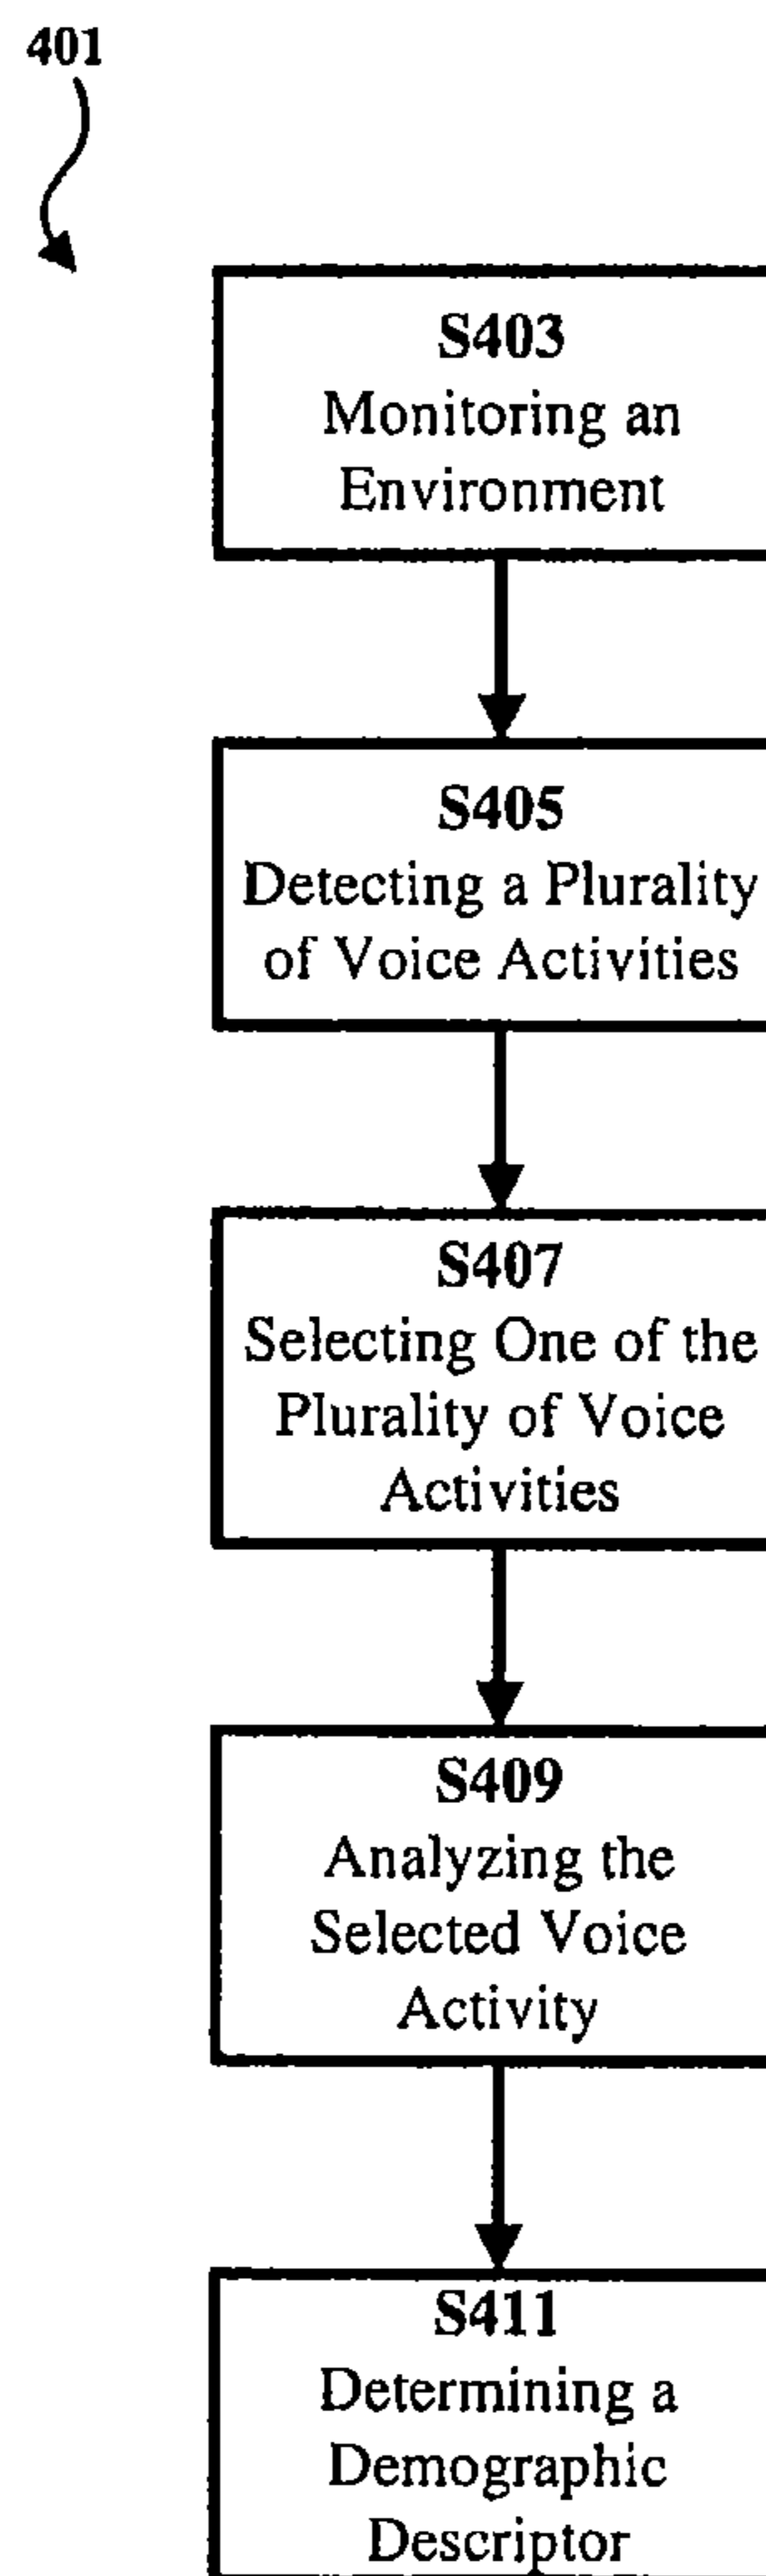 401
S403
Monitoring an
Environment
S405
Detecting a Plurality
of Voice Activities
S407
Selecting One of the
Plurality of Voice
Activities
S409
Analyzing the
Selected Voice
Activity
S411
Determining a
Demographic
Descriptor